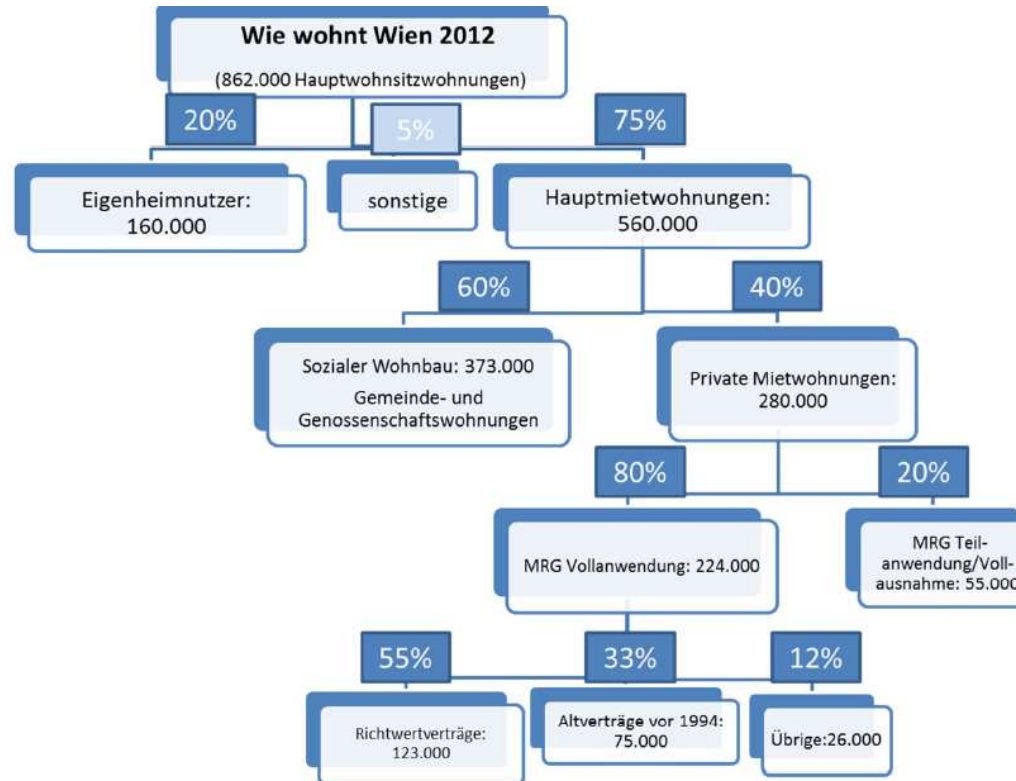 Wie wohnt Wien 2012
(862.000 Hauptwohnsitzwohnungen)
20%
5%
75%
Eigenheimnutzer:
160.000
sonstige
Hauptmietwohnungen:
560.000
60%
40%
Sozialer Wohnbau: 373.000
Gemeinde- und
Genossenschaftswohnungen
Private Mietwohnungen:
280.000
80%
20%
MRG Vollanwendung: 224.000
MRG Teil-
anwendung/Voll-
ausnahme: 55.000
55%
33%
12%
Richtwertverträge:
123.000
Altverträge vor 1994:
75.000
Übrige:26.000